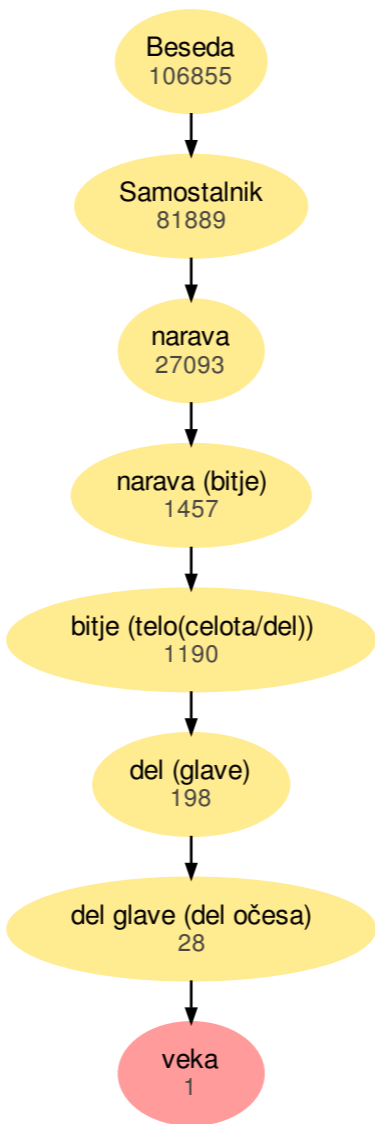 Beseda
106855
Samostalnik
81889
narava
27093
narava (bitje)
1457
bitje (telo(celota/del))
1190
del (glave)
198
del glave (del očesa)
28
veka
1